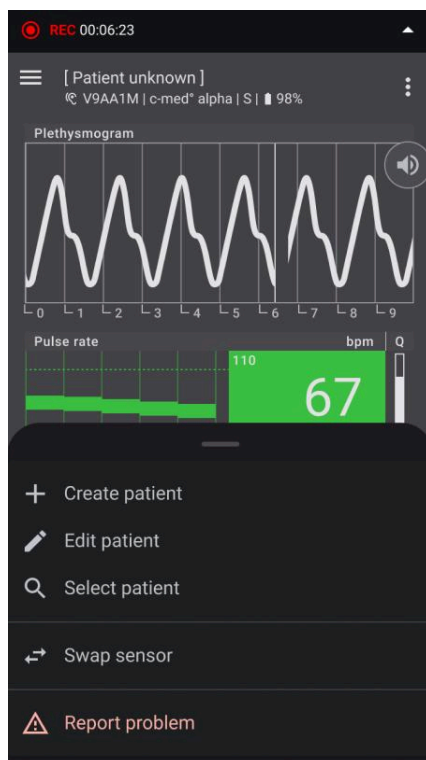 REC 00:06:23
[ Patient unknown ]
V9AA1M | c-med° alpha | S | 98%
Plethysmogram
0 1 2 3 4 5 6 7 8 9
Pulse rate bpm Q
110
67
Create patient
Edit patient
Select patient
Swap sensor
Report problem